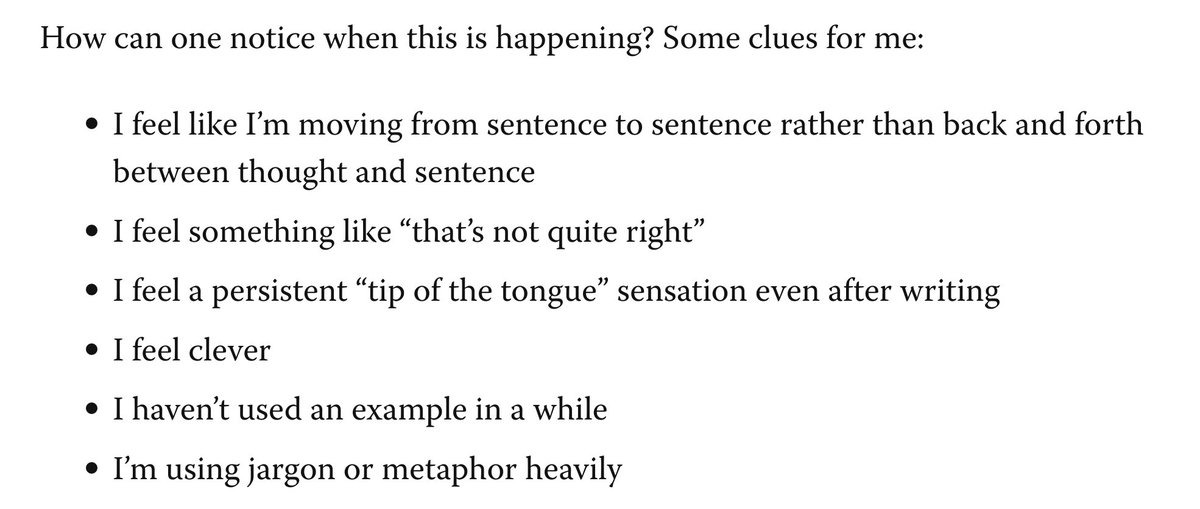 How can one notice when this is happening? Some clues for me:
• I feel like I’m moving from sentence to sentence rather than back and forth
between thought and sentence
• I feel something like “that’s not quite right”
• I feel a persistent “tip of the tongue” sensation even after writing
• I feel clever
• I haven’t used an example in a while
• I’m using jargon or metaphor heavily